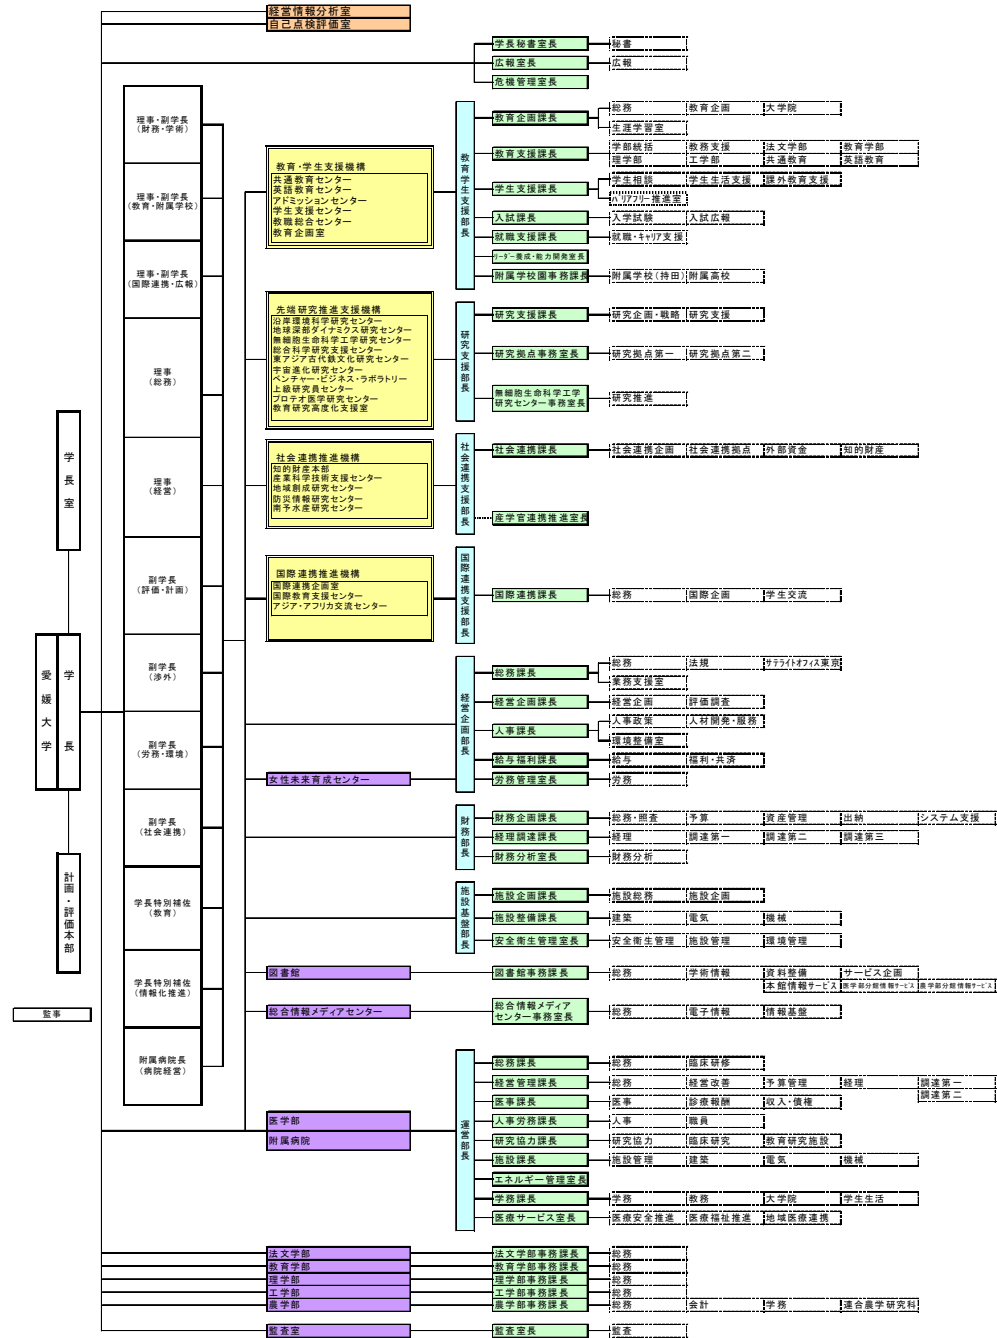 経営情報分析室
自己点検評価室
学長秘書室長 秘書
広報室長 広報
危機管理室長
理事・副学長
(財務・学術)
理事・副学長
(教育・附属学校)
理事・副学長
(国際連携・広報)
理事
(総務)
理事
(経営)
副学長
(評価・計画)
副学長
(渉外)
副学長
(労務・環境)
副学長
(社会連携)
学長特別補佐
(教育)
学長特別補佐
(情報化推進)
附属病院長
(病院経営)
学長室
愛媛大学
学長
計画・評価本部
監事
教育・学生支援機構
共通教育センター
英語教育センター
アドミッションセンター
学生支援センター
教職総合センター
教育企画室
教育学生支援部長
教育企画課長 総務 教育企画 大学院
生涯学習室
教育支援課長 学部統括 教務支援 法文学部 教育学部
理学部 工学部 共通教育 英語教育
学生支援課長 学生相談 学生生活支援 課外教育支援
バリアフリー推進室
入試課長 入学試験 入試広報
就職支援課長 就職・キャリア支援
リーダー養成・能力開発室長
附属学校園事務課長 附属学校(持田) 附属高校
先端研究推進支援機構
沿岸環境科学研究センター
地球深部ダイナミクス研究センター
無細胞生命科学工学研究センター
総合科学研究支援センター
東アジア古代鉄文化研究センター
宇宙進化研究センター
ベンチャー・ビジネス・ラボラトリー
上級研究員センター
プロテオ医学研究センター
教育研究高度化支援室
研究支援部長
研究支援課長 研究企画・戦略 研究支援
研究拠点事務室長 研究拠点第一 研究拠点第二
無細胞生命科学工学
研究センター事務室長 研究推進
社会連携推進機構
知的財産本部
産業科学技術支援センター
地域創成研究センター
防災情報研究センター
南予水産研究センター
社会連携支援部長
社会連携課長 社会連携企画 社会連携拠点 外部資金 知的財産
産学官連携推進室長
国際連携推進機構
国際連携企画室
国際教育支援センター
アジア・アフリカ交流センター
国際連携支援部長
国際連携課長 総務 国際企画 学生交流
経営企画部長
総務課長 総務 法規 サテライトオフィス東京
業務支援室
経営企画課長 経営企画 評価調査
人事課長 人事政策 人材開発・服務
環境整備室
給与福利課長 給与 福利・共済
女性未来育成センター
労務管理室長 労務
財務部長
財務企画課長 総務・照査 予算 資産管理 出納 システム支援
経理調達課長 経理 調達第一 調達第二 調達第三
財務分析室長 財務分析
施設基盤部長
施設企画課長 施設総務 施設企画
施設整備課長 建築 電気 機械
安全衛生管理室長 安全衛生管理 施設管理 環境管理
図書館 図書館事務課長 総務 学術情報 資料整備 サービス企画
本館情報サービス 医学部分館情報サービス 農学部分館情報サービス
総合情報メディアセンター
総合情報メディア
センター事務室長 総務 電子情報 情報基盤
医学部
附属病院
運営部長
総務課長 総務 臨床研修
経営管理課長 総務 経営改善 予算管理 経理 調達第一
調達第二
医事課長 医事 診療報酬 収入・債権
人事労務課長 人事 職員
研究協力課長 研究協力 臨床研究 教育研究施設
施設課長 施設管理 建築 電気 機械
エネルギー管理室長
学務課長 学務 教務 大学院 学生生活
医療サービス室長 医療安全推進 医療福祉推進 地域医療連携
法文学部 法文学部事務課長 総務
教育学部 教育学部事務課長 総務
理学部 理学部事務課長 総務
工学部 工学部事務課長 総務
農学部 農学部事務課長 総務 会計 学務 連合農学研究科
監査室 監査室長 監査